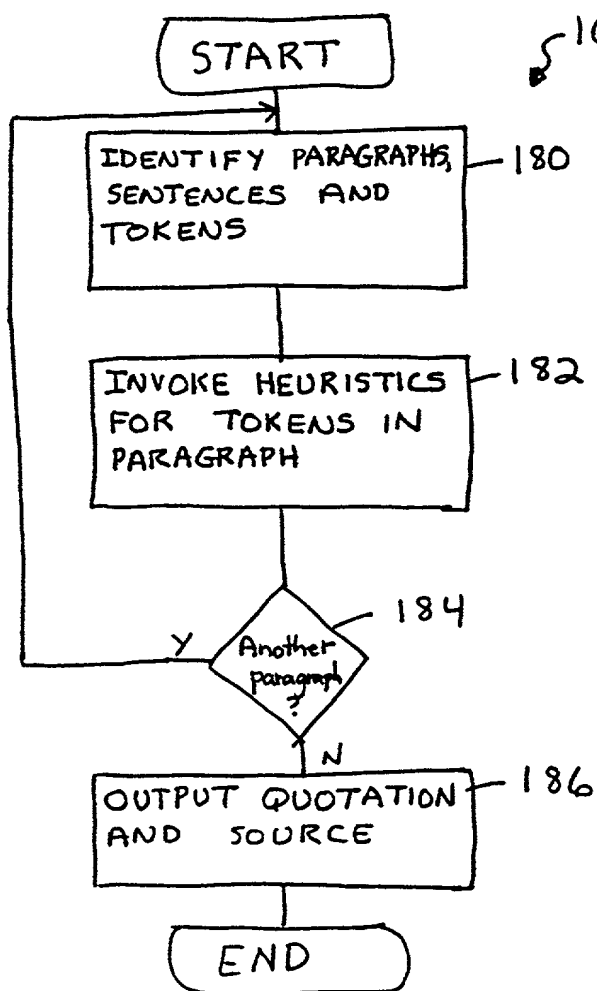 START
IDENTIFY PARAGRAPHS,
SENTENCES AND
TOKENS
180
INVOKE HEURISTICS
FOR TOKENS IN
PARAGRAPH
182
184
Another
paragraph
?
Y
N
OUTPUT QUOTATION
AND SOURCE
186
END